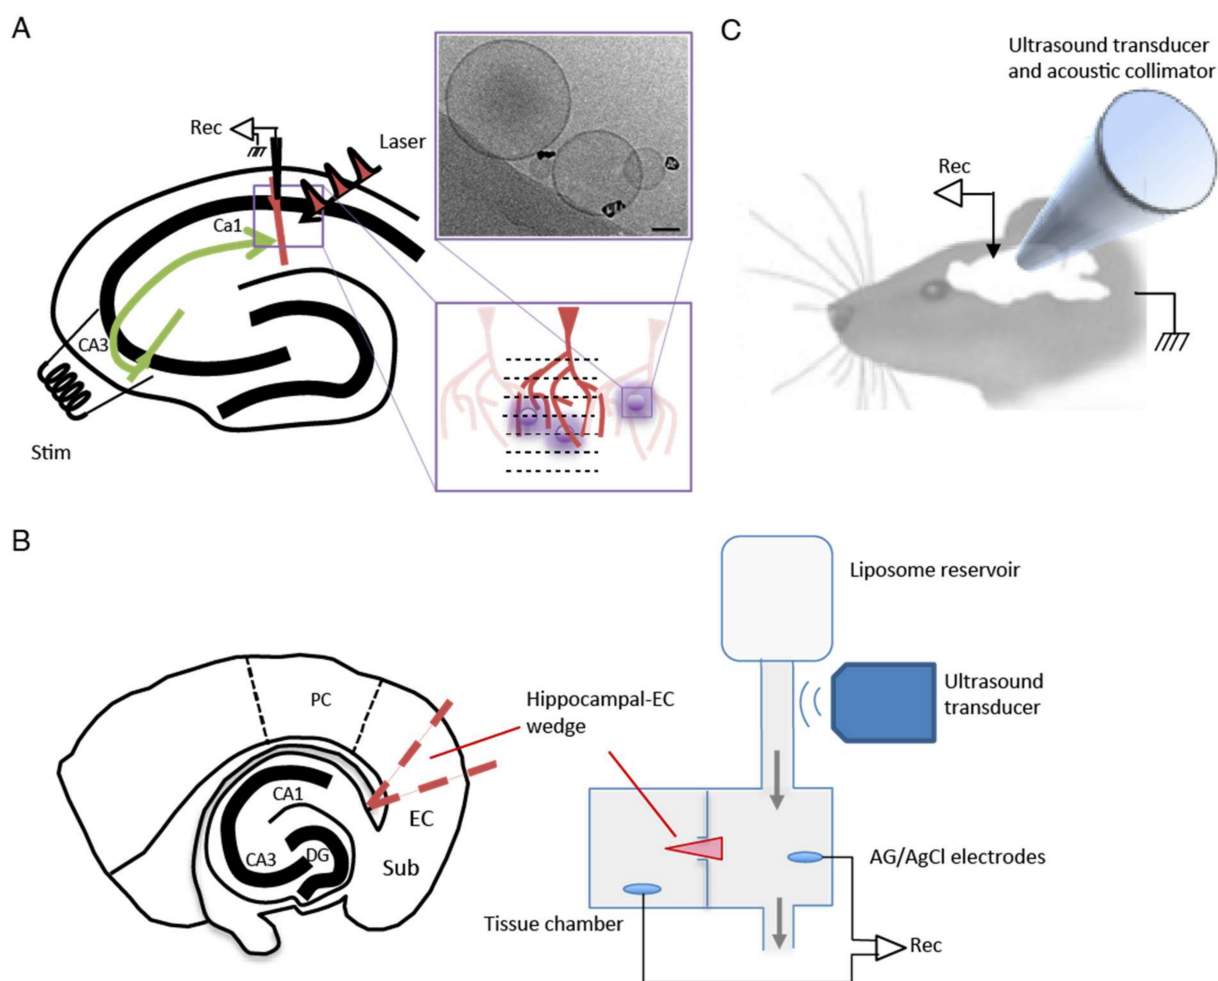 A
Rec
Laser
Ca1
CA3
Stim
C
Ultrasound transducer
and acoustic collimator
Rec
B
PC
CA1
CA3
DG
EC
Sub
Hippocampal-EC
wedge
Liposome reservoir
Ultrasound
transducer
AG/AgCl electrodes
Tissue chamber
Rec